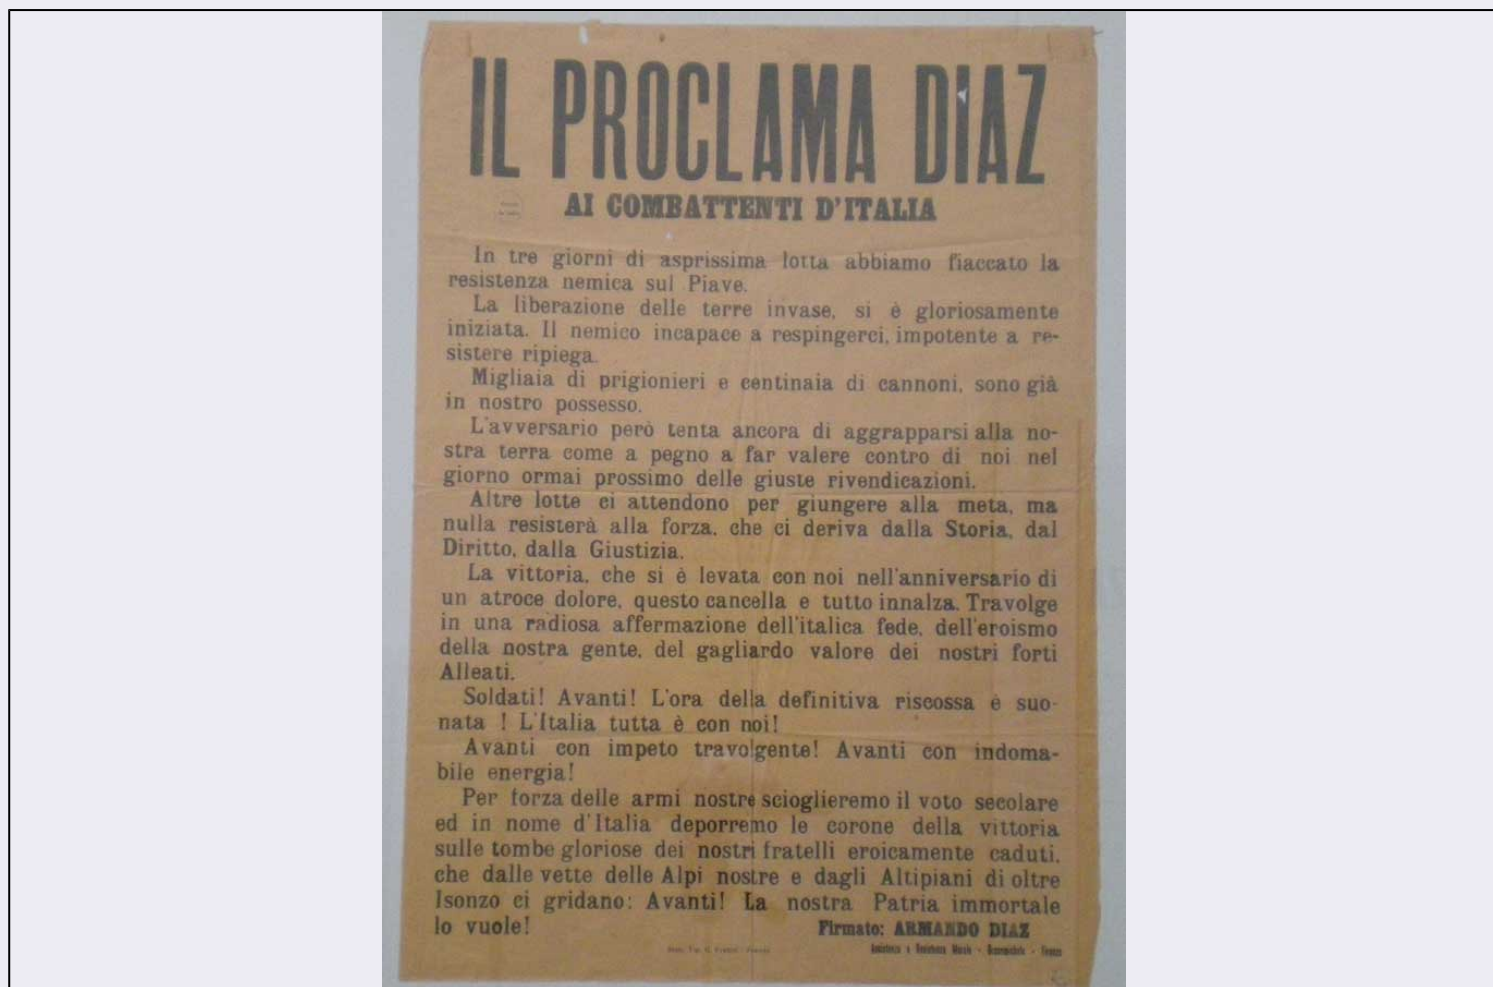 IL PROCLAMA DIAZ
AI COMBATTENTI D'ITALIA
In tre giorni di asprissima lotta abbiamo fiaccato la
resistenza nemica sul Piave.
La liberazione delle terre invase, si è gloriosamente
iniziata. Il nemico incapace a respingerci, impotente a re-
sistere ripiega.
Migliaia di prigionieri e centinaia di cannoni, sono già
in nostro possesso.
L'avversario però tenta ancora di aggrapparsi alla no-
stra terra come a pegno a far valere contro di noi nel
giorno ormai prossimo delle giuste rivendicazioni.
Altre lotte ci attendono per giungere alla meta, ma
nulla resisterà alla forza, che ci deriva dalla Storia, dal
Diritto, dalla Giustizia.
La vittoria, che si è levata con noi nell'anniversario di
un atroce dolore, questo cancella e tutto innalza. Travolge
in una radiosa affermazione dell'italica fede, dell'eroismo
della nostra gente, del gagliardo valore dei nostri forti
Alleati.
Soldati! Avanti! L'ora della definitiva riscossa è suo-
nata ! L'Italia tutta è con noi!
Avanti con impeto travolgente! Avanti con indoma-
bile energia!
Per forza delle armi nostre scioglieremo il voto secolare
ed in nome d'Italia deporremo le corone della vittoria
sulle tombe gloriose dei nostri fratelli eroicamente caduti,
che dalle vette delle Alpi nostre e dagli Altipiani di oltre
Isonzo ci gridano: Avanti! La nostra Patria immortale
lo vuole!
Firmato: ARMANDO DIAZ
Assistenza e Resistenza Morale - Orsanmichele - Firenze